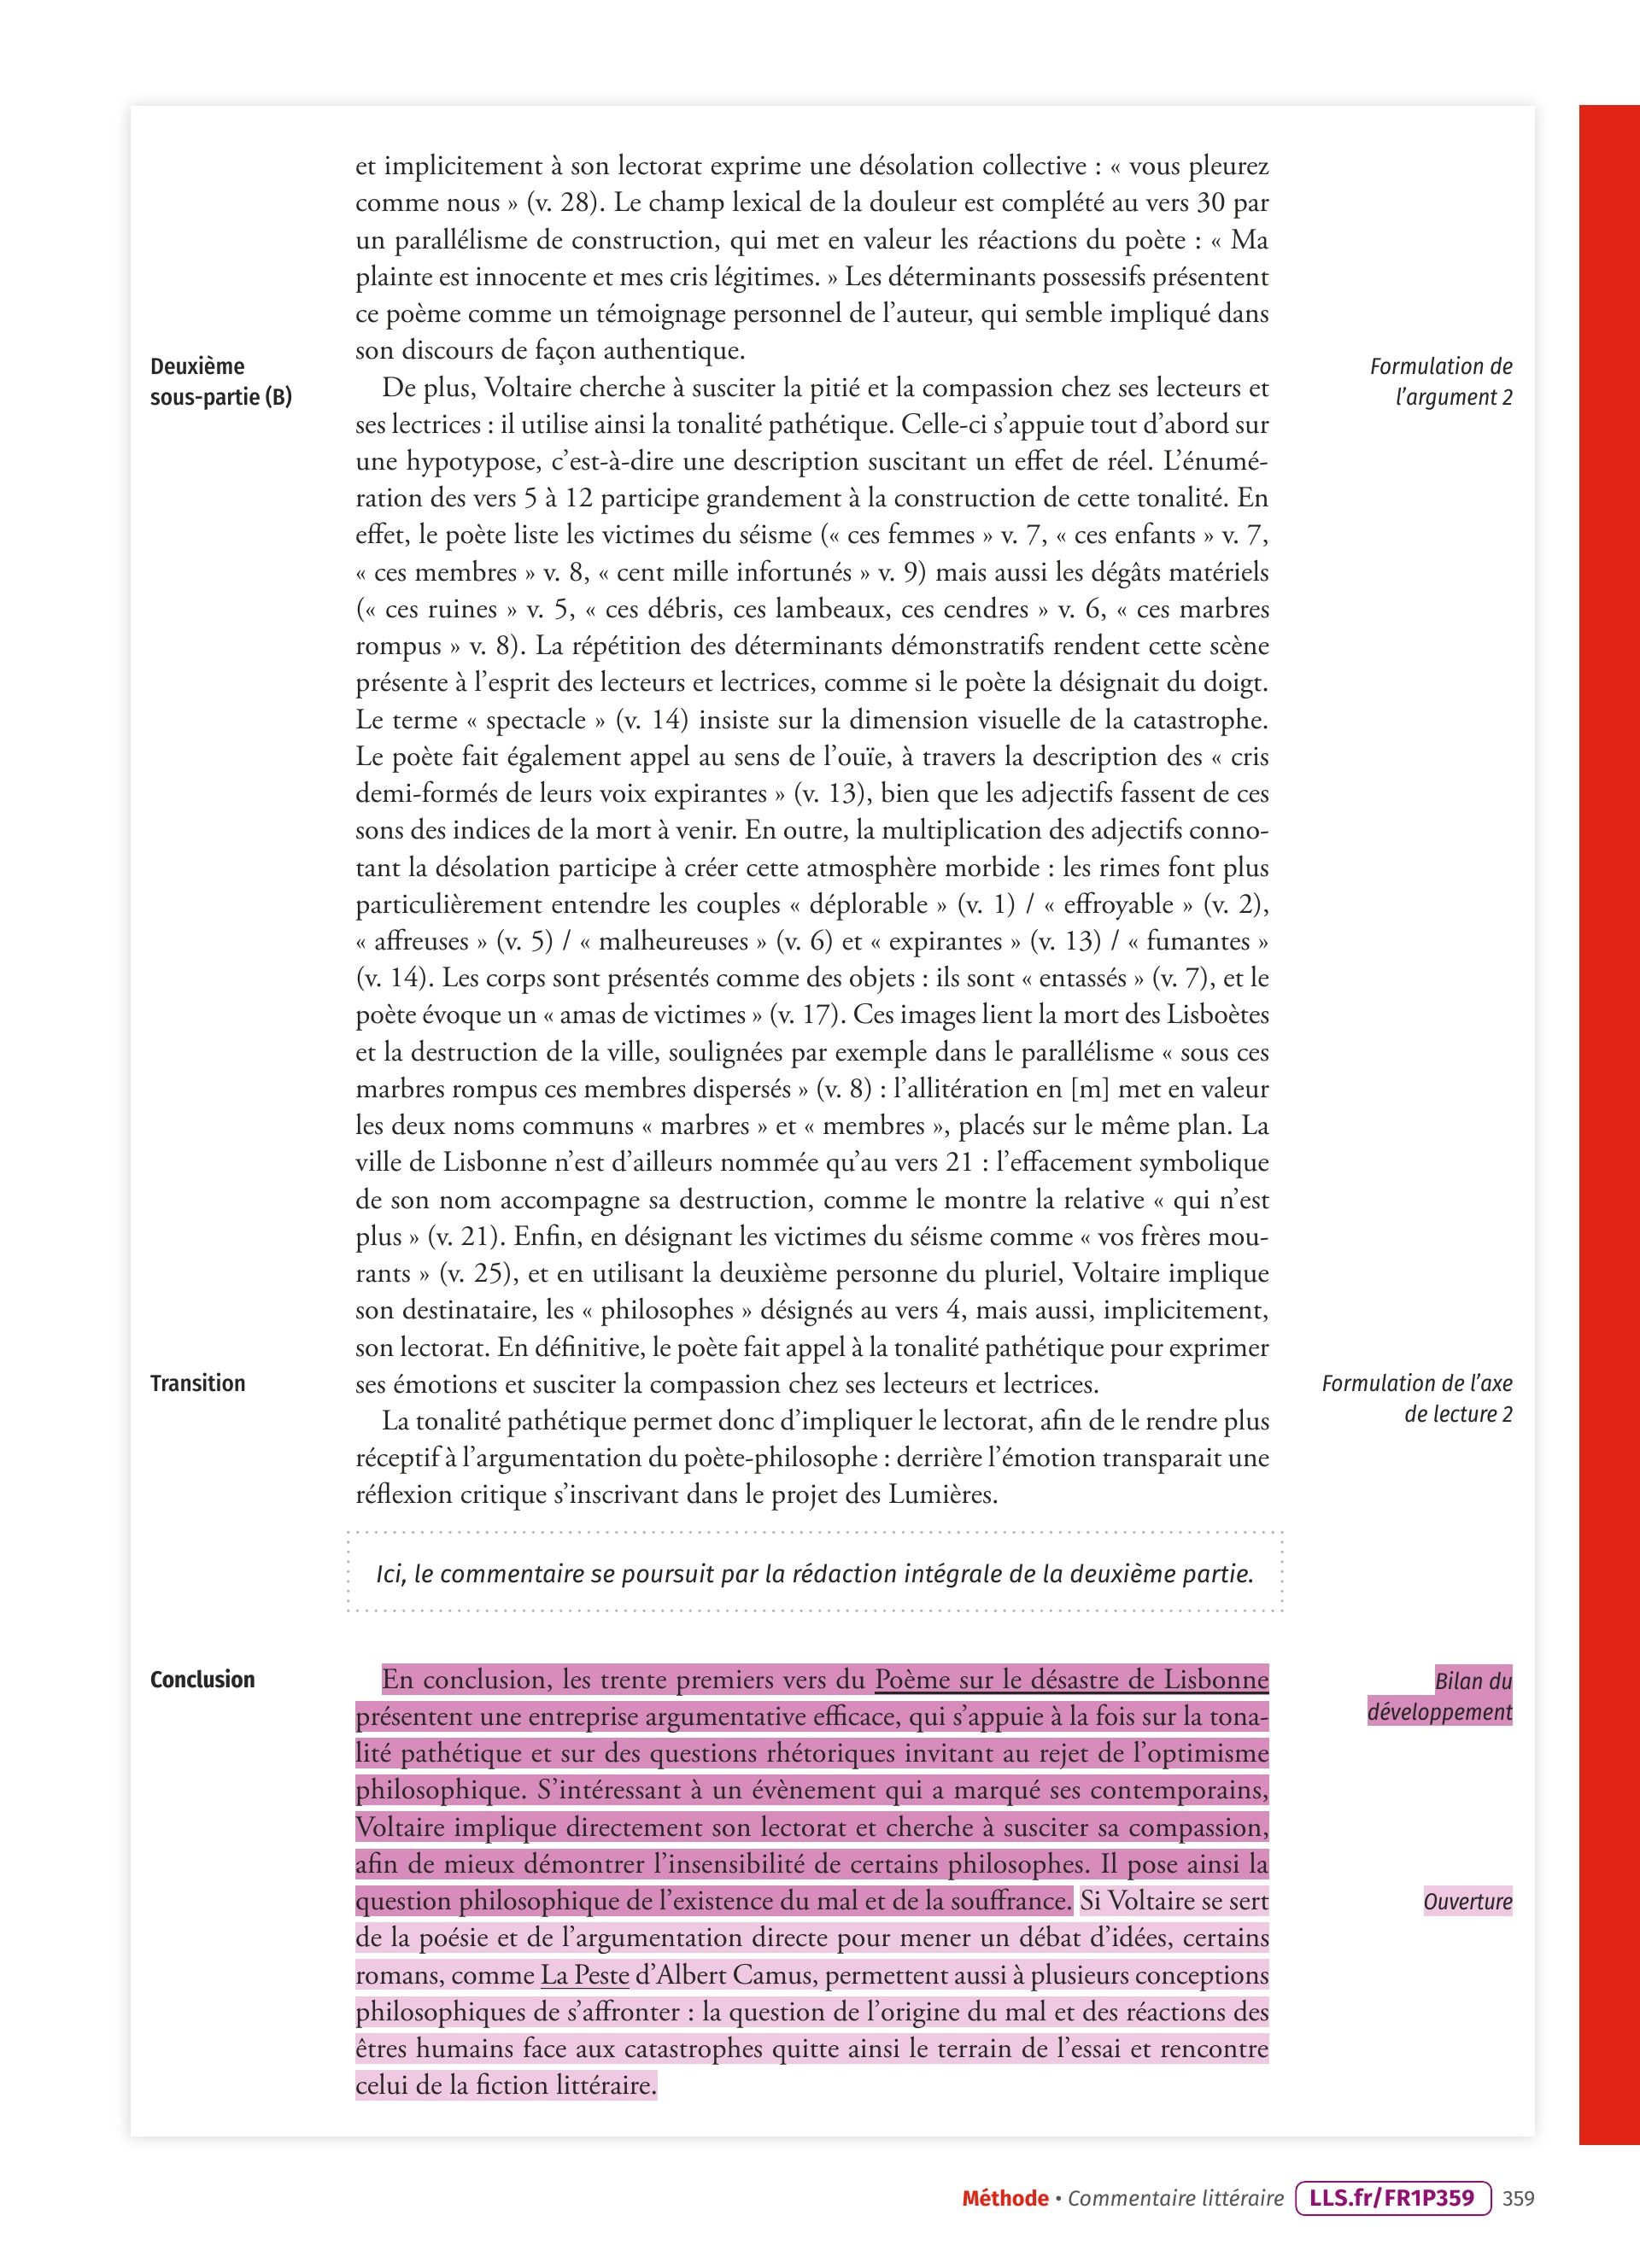 et implicitement à son lectorat exprime une désolation collective : « vous pleurez
comme nous » (v. 28). Le champ lexical de la douleur est complété au vers 30 par
un parallélisme de construction, qui met en valeur les réactions du poète : « Ma
plainte est innocente et mes cris légitimes. » Les déterminants possessifs présentent
ce poème comme un témoignage personnel de l’auteur, qui semble impliqué dans
son discours de façon authentique.
Deuxième
sous-partie (B)
Formulation de
l’argument 2
De plus, Voltaire cherche à susciter la pitié et la compassion chez ses lecteurs et
ses lectrices : il utilise ainsi la tonalité pathétique. Celle-ci s’appuie tout d’abord sur
une hypotypose, c’est-à-dire une description suscitant un effet de réel. L’énumé-
ration des vers 5 à 12 participe grandement à la construction de cette tonalité. En
effet, le poète liste les victimes du séisme (« ces femmes » v. 7, « ces enfants » v. 7,
« ces membres » v. 8, « cent mille infortunés » v. 9) mais aussi les dégâts matériels
(« ces ruines » v. 5, « ces débris, ces lambeaux, ces cendres » v. 6, « ces marbres
rompus » v. 8). La répétition des déterminants démonstratifs rendent cette scène
présente à l’esprit des lecteurs et lectrices, comme si le poète la désignait du doigt.
Le terme « spectacle » (v. 14) insiste sur la dimension visuelle de la catastrophe.
Le poète fait également appel au sens de l’ouïe, à travers la description des « cris
demi-formés de leurs voix expirantes » (v. 13), bien que les adjectifs fassent de ces
sons des indices de la mort à venir. En outre, la multiplication des adjectifs conno-
tant la désolation participe à créer cette atmosphère morbide : les rimes font plus
particulièrement entendre les couples « déplorable » (v. 1) / « effroyable » (v. 2),
« affreuses » (v. 5) / « malheureuses » (v. 6) et « expirantes » (v. 13) / « fumantes »
(v. 14). Les corps sont présentés comme des objets : ils sont « entassés » (v. 7), et le
poète évoque un « amas de victimes » (v. 17). Ces images lient la mort des Lisboètes
et la destruction de la ville, soulignées par exemple dans le parallélisme « sous ces
marbres rompus ces membres dispersés » (v. 8) : l’allitération en [m] met en valeur
les deux noms communs « marbres » et « membres », placés sur le même plan. La
ville de Lisbonne n’est d’ailleurs nommée qu’au vers 21 : l’effacement symbolique
de son nom accompagne sa destruction, comme le montre la relative « qui n’est
plus » (v. 21). Enfin, en désignant les victimes du séisme comme « vos frères mou-
rants » (v. 25), et en utilisant la deuxième personne du pluriel, Voltaire implique
son destinataire, les « philosophes » désignés au vers 4, mais aussi, implicitement,
son lectorat. En définitive, le poète fait appel à la tonalité pathétique pour exprimer
ses émotions et susciter la compassion chez ses lecteurs et lectrices.
Transition
Formulation de l’axe
de lecture 2
La tonalité pathétique permet donc d’impliquer le lectorat, afin de le rendre plus
réceptif à l’argumentation du poète-philosophe : derrière l’émotion transparait une
réflexion critique s’inscrivant dans le projet des Lumières.
Ici, le commentaire se poursuit par la rédaction intégrale de la deuxième partie.
Conclusion
Bilan du
développement
En conclusion, les trente premiers vers du Poème sur le désastre de Lisbonne
présentent une entreprise argumentative efficace, qui s’appuie à la fois sur la tona-
lité pathétique et sur des questions rhétoriques invitant au rejet de l’optimisme
philosophique. S’intéressant à un évènement qui a marqué ses contemporains,
Voltaire implique directement son lectorat et cherche à susciter sa compassion,
afin de mieux démontrer l’insensibilité de certains philosophes. Il pose ainsi la
question philosophique de l’existence du mal et de la souffrance. Si Voltaire se sert
Ouverture
de la poésie et de l’argumentation directe pour mener un débat d’idées, certains
romans, comme La Peste d’Albert Camus, permettent aussi à plusieurs conceptions
philosophiques de s’affronter : la question de l’origine du mal et des réactions des
êtres humains face aux catastrophes quitte ainsi le terrain de l’essai et rencontre
celui de la fiction littéraire.
Méthode • Commentaire littéraire LLS.fr/FR1P359 359